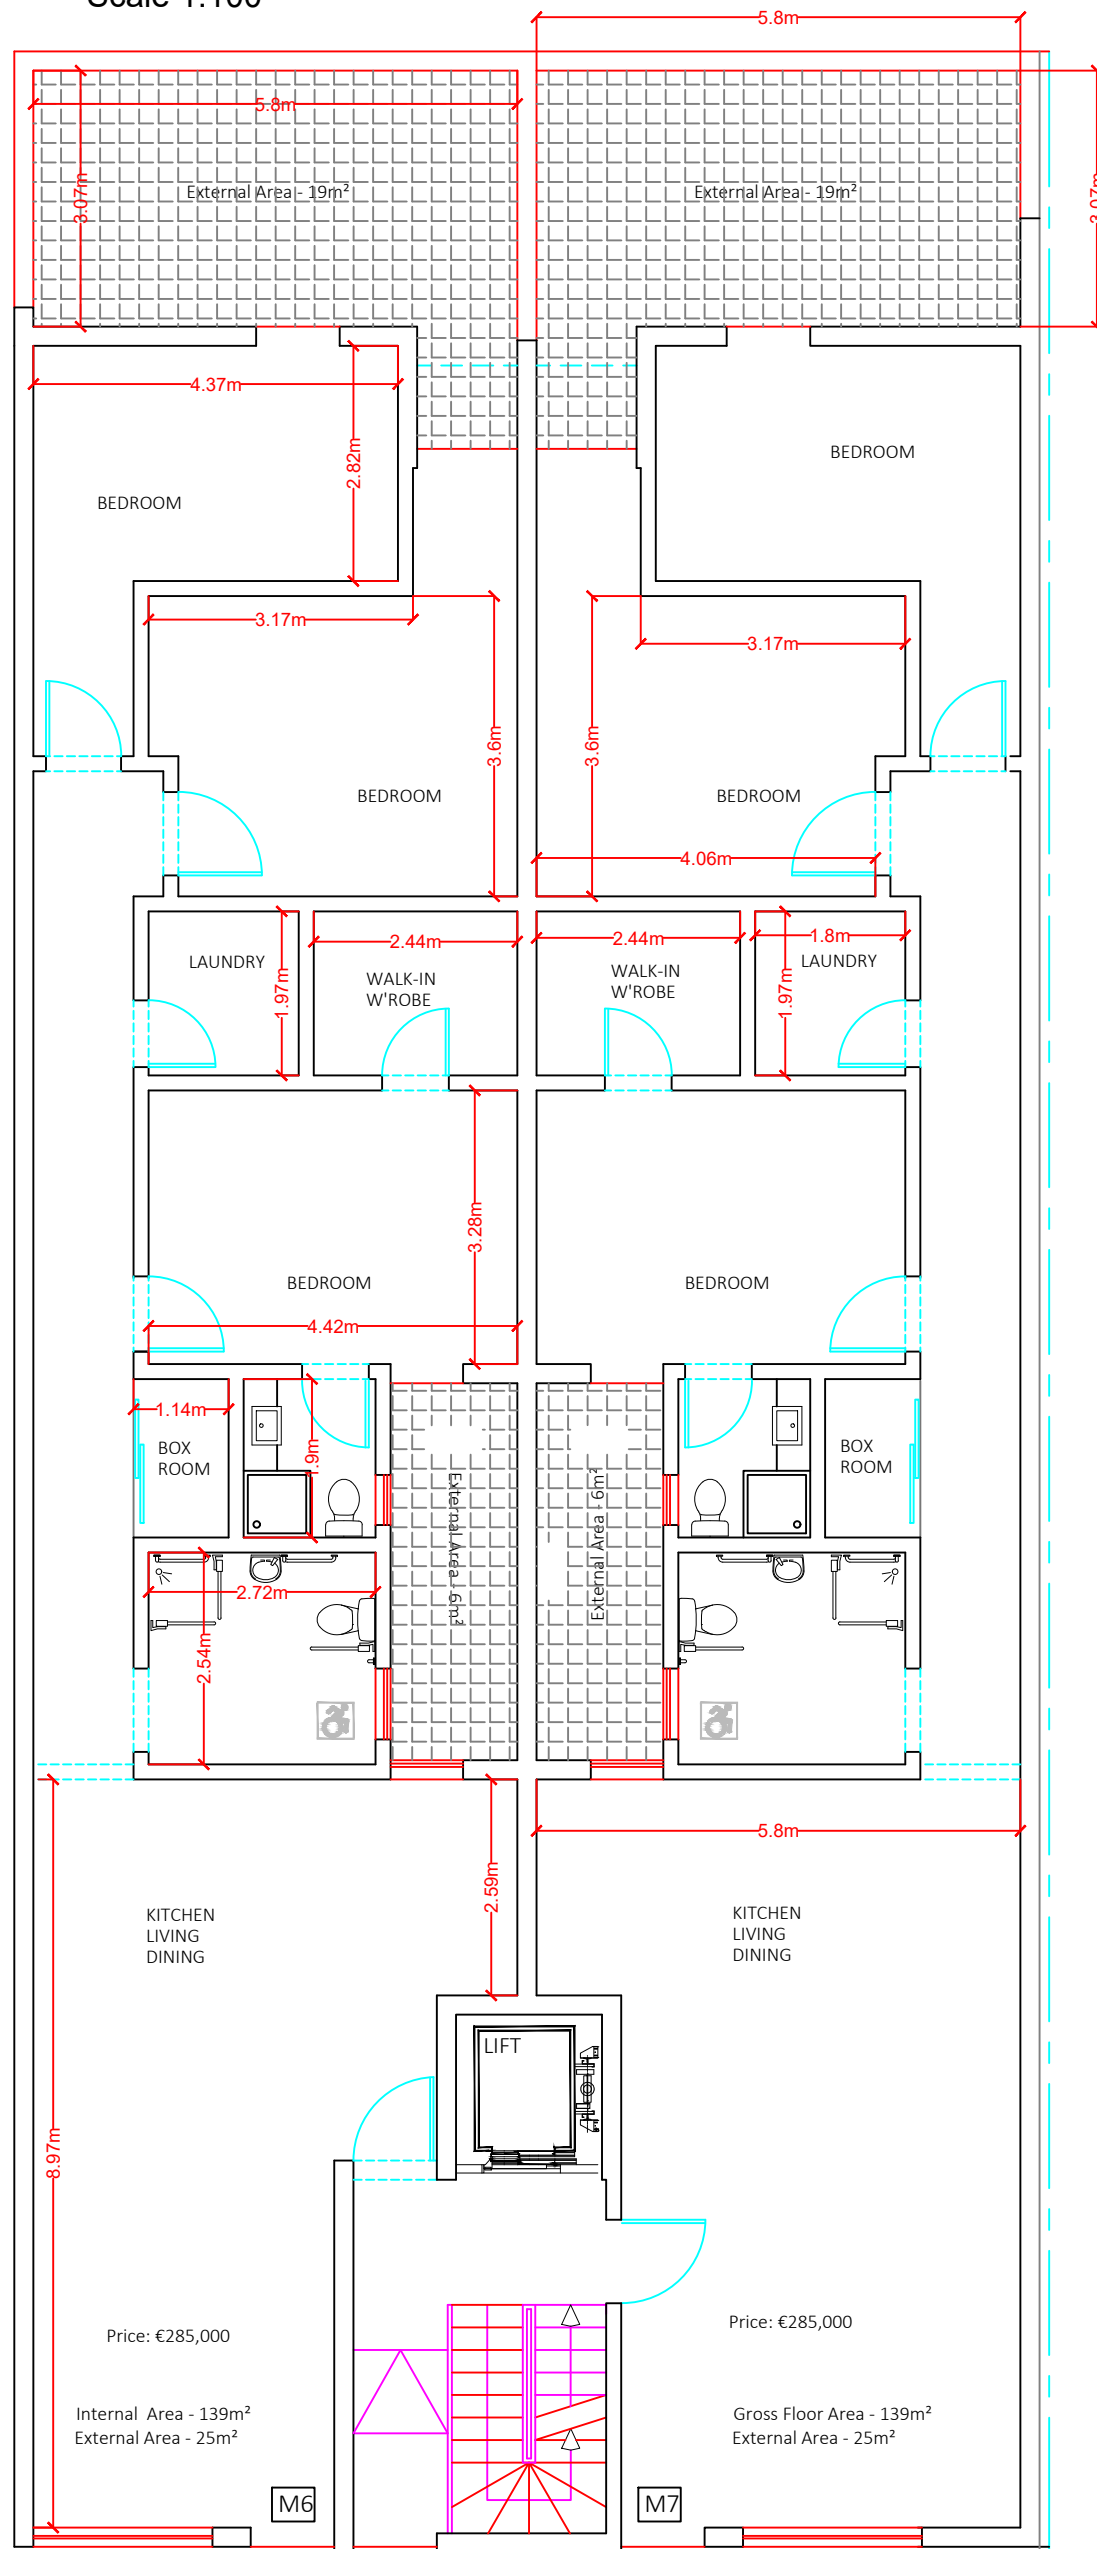 Scale 1:100
5.8m
5.8m
3.07m
3.07m
External Area - 19m²
External Area - 19m²
4.37m
2.82m
BEDROOM
BEDROOM
3.17m
3.17m
3.6m
3.6m
BEDROOM
BEDROOM
4.06m
2.44m
2.44m
1.8m
LAUNDRY
1.97m
WALK-IN
W'ROBE
WALK-IN
W'ROBE
1.97m
LAUNDRY
3.28m
BEDROOM
BEDROOM
4.42m
1.14m
1.9m
BOX
ROOM
BOX
ROOM
External Area - 6m²
External Area - 6m²
2.72m
2.54m
5.8m
2.59m
KITCHEN
LIVING
DINING
KITCHEN
LIVING
DINING
LIFT
8.97m
Price: €285,000
Price: €285,000
Internal Area - 139m²
External Area - 25m²
Gross Floor Area - 139m²
External Area - 25m²
M6
M7